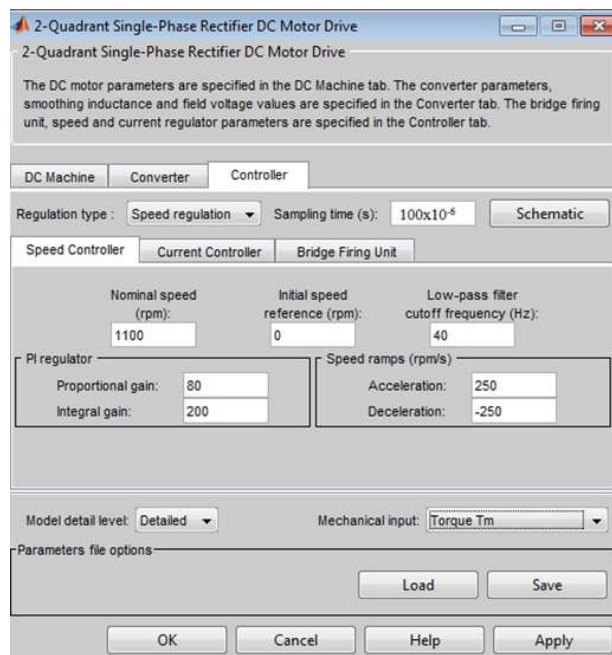 2-Quadrant Single-Phase Rectifier DC Motor Drive
2-Quadrant Single-Phase Rectifier DC Motor Drive
The DC motor parameters are specified in the DC Machine tab. The converter parameters,
smoothing inductance and field voltage values are specified in the Converter tab. The bridge firing
unit, speed and current regulator parameters are specified in the Controller tab.
DC Machine Converter Controller
Regulation type : Speed regulation Sampling time (s): 100x10⁻⁶ Schematic
Speed Controller Current Controller Bridge Firing Unit
Nominal speed Initial speed Low-pass filter
(rpm): reference (rpm): cutoff frequency (Hz):
1100 0 40
PI regulator Speed ramps (rpm/s)
Proportional gain: 80 Acceleration: 250
Integral gain: 200 Deceleration: -250
Model detail level: Detailed Mechanical input: Torque Tm
Parameters file options
Load Save
OK Cancel Help Apply